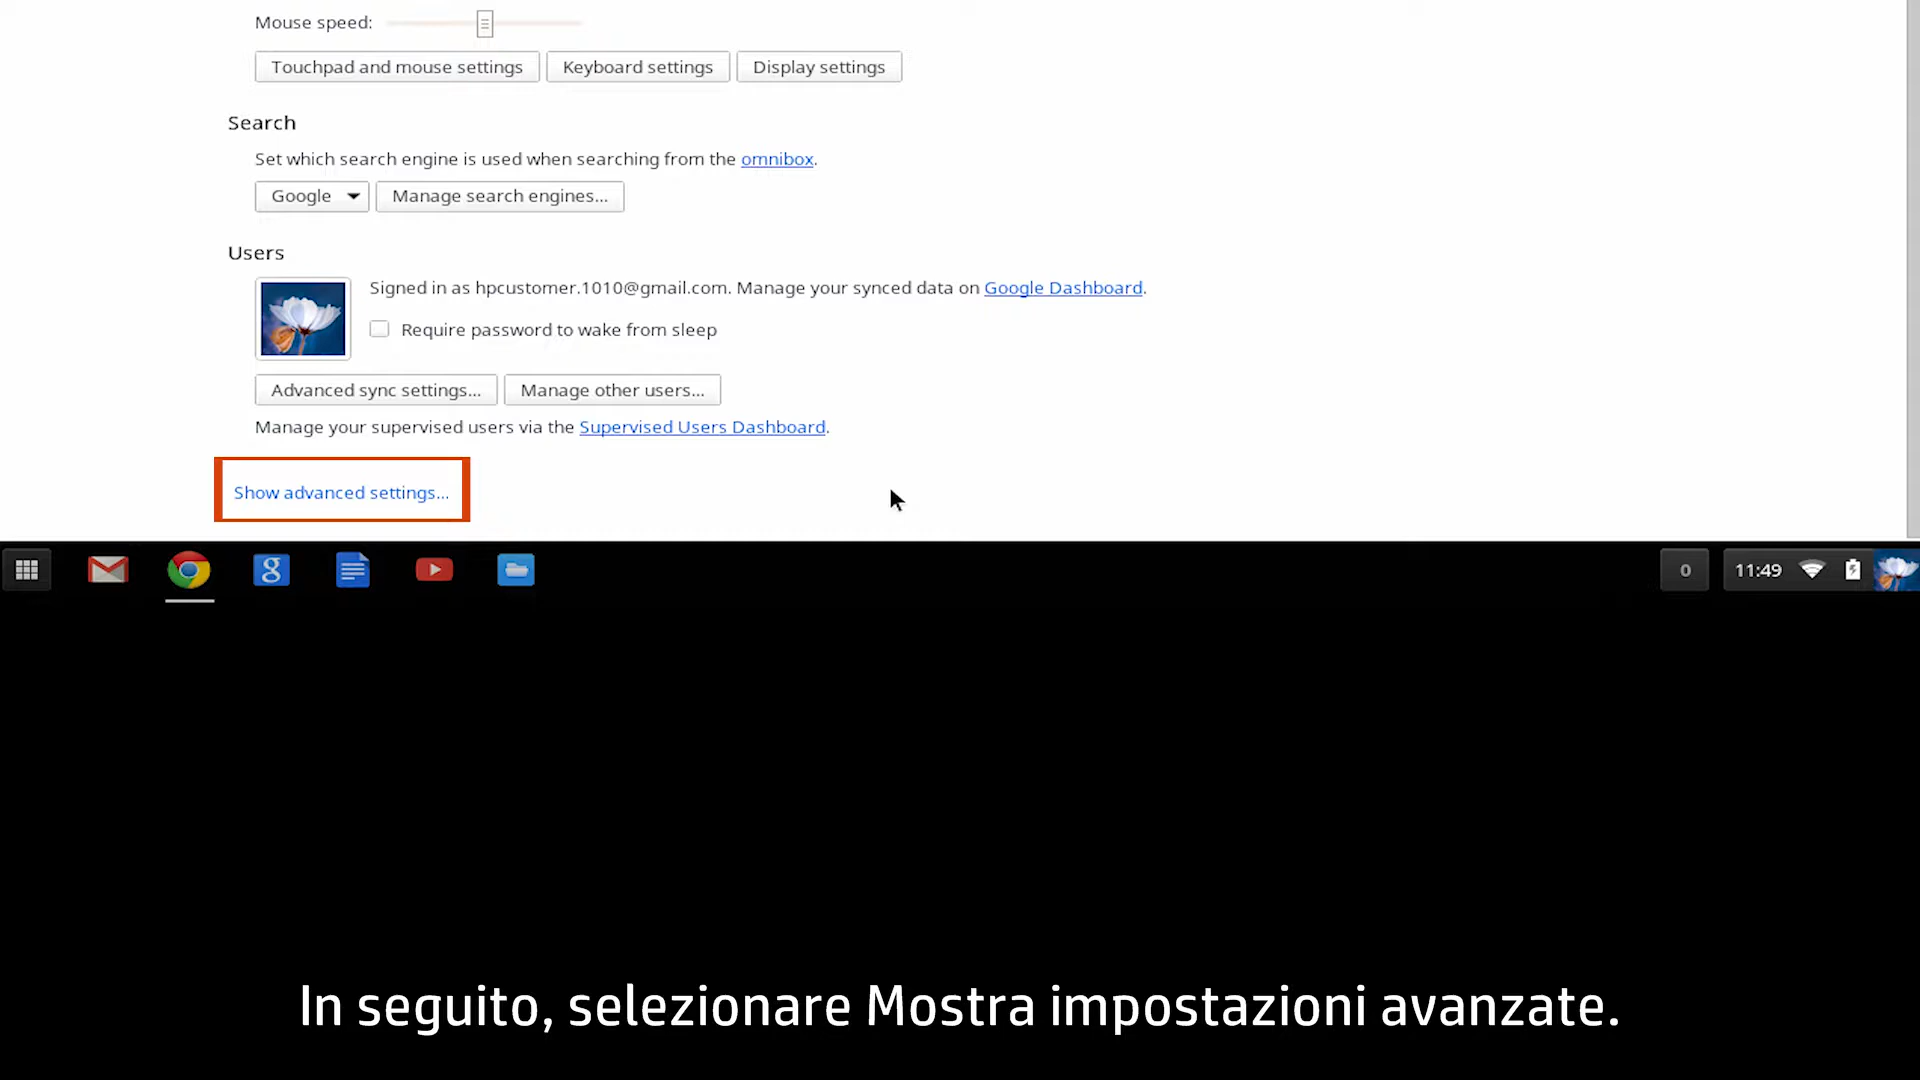 Mouse speed:
Touchpad and mouse settings Keyboard settings Display settings
Search
Set which search engine is used when searching from the omnibox.
Google Manage search engines...
Users
Signed in as hpcustomer.1010@gmail.com. Manage your synced data on Google Dashboard.
Require password to wake from sleep
Advanced sync settings... Manage other users...
Manage your supervised users via the Supervised Users Dashboard.
Show advanced settings...
8 0 11:49
In seguito, selezionare Mostra impostazioni avanzate.